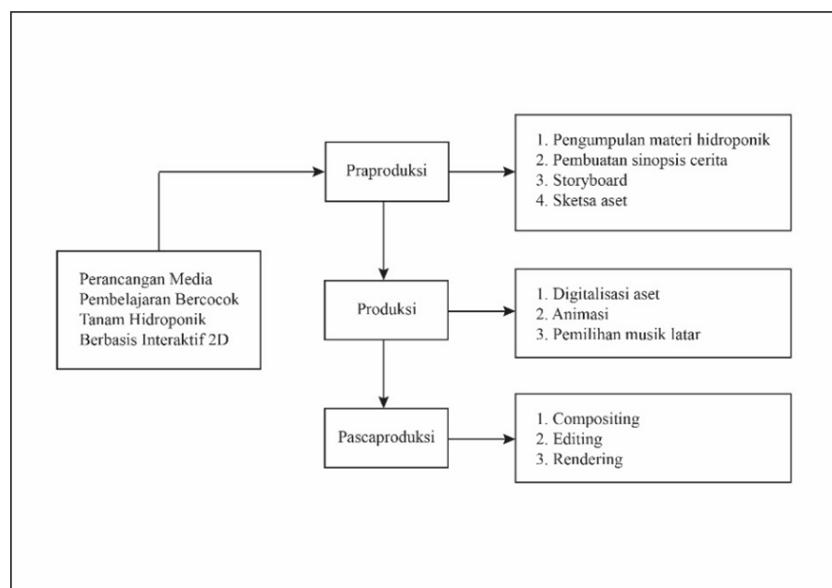 Praproduksi
1. Pengumpulan materi hidroponik
2. Pembuatan sinopsis cerita
3. Storyboard
4. Sketsa aset
Perancangan Media
Pembelajaran Bercocok
Tanam Hidroponik
Berbasis Interaktif 2D
Produksi
1. Digitalisasi aset
2. Animasi
3. Pemilihan musik latar
Pascaproduksi
1. Compositing
2. Editing
3. Rendering